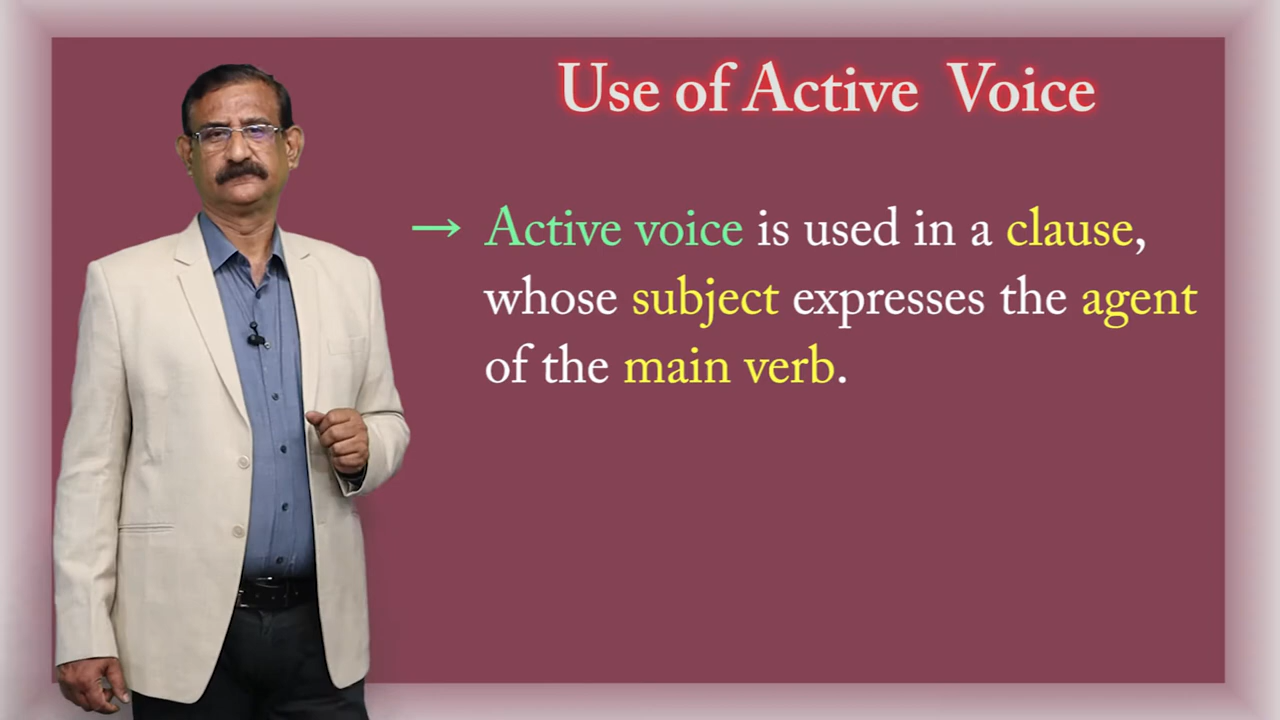 Use of Active Voice
→ Active voice is used in a clause,
whose subject expresses the agent
of the main verb.